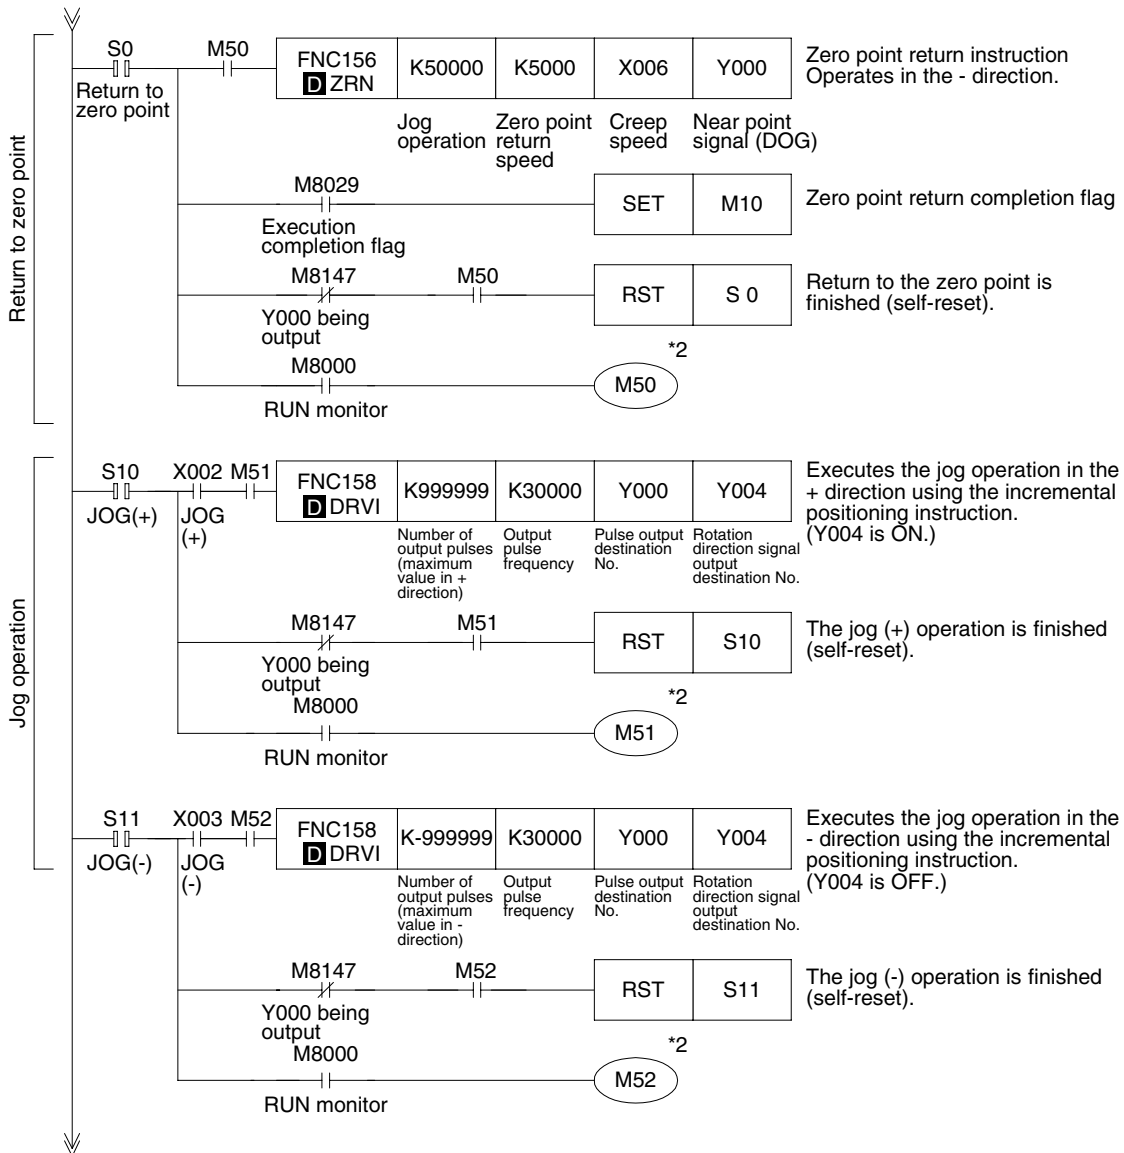 Return to zero point
S0
Return to
zero point
M50
FNC156
D ZRN
K50000
K5000
X006
Y000
Zero point return instruction
Operates in the - direction.
Jog
operation
Zero point
return
speed
Creep
speed
Near point
signal (DOG)
M8029
Execution
completion flag
SET
M10
Zero point return completion flag
M8147
Y000 being
output
M50
RST
S 0
Return to the zero point is
finished (self-reset).
M8000
RUN monitor
*2
M50
Jog operation
S10
JOG(+)
X002
JOG
(+)
M51
FNC158
D DRVI
K999999
K30000
Y000
Y004
Executes the jog operation in the
+ direction using the incremental
positioning instruction.
(Y004 is ON.)
Number of
output pulses
(maximum
value in +
direction)
Output
pulse
frequency
Pulse output
destination
No.
Rotation
direction signal
output
destination No.
M8147
Y000 being
output
M51
RST
S10
The jog (+) operation is finished
(self-reset).
M8000
RUN monitor
*2
M51
S11
JOG(-)
X003
JOG
(-)
M52
FNC158
D DRVI
K-999999
K30000
Y000
Y004
Executes the jog operation in the
- direction using the incremental
positioning instruction.
(Y004 is OFF.)
Number of
output pulses
(maximum
value in -
direction)
Output
pulse
frequency
Pulse output
destination
No.
Rotation
direction signal
output
destination No.
M8147
Y000 being
output
M52
RST
S11
The jog (-) operation is finished
(self-reset).
M8000
RUN monitor
*2
M52